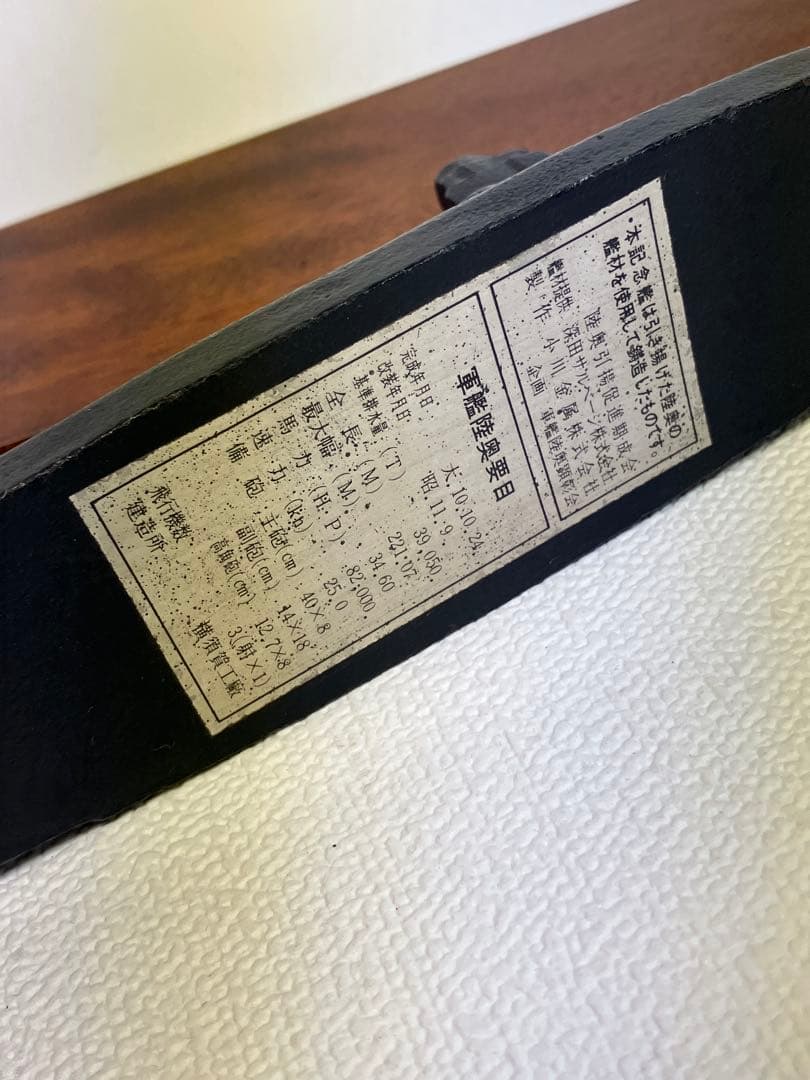 ・本記念艦は引き揚げた陸奥の、
艦材を使用して鋳造したものです。
陸奥引揚促進期成会
艦材提供 深田サルベージ株式会社
製作 小川金属株式会社
企画 軍艦陸奥顕彰会
軍艦陸奥要目
完成年月日 大.10.10.24.
改装年月日 昭.11.9.
基準排水量 (T) 39,050.
全長 (M) 221.07.
最大幅 (M) 34.60
馬力 (H.P) 82,000.
速力 (kn) 25.0
備砲 主砲(cm) 40×8
副砲(cm) 14×18
高角砲(cm) 12.7×8
飛行機数 3(射×1)
建造所 横須賀工廠